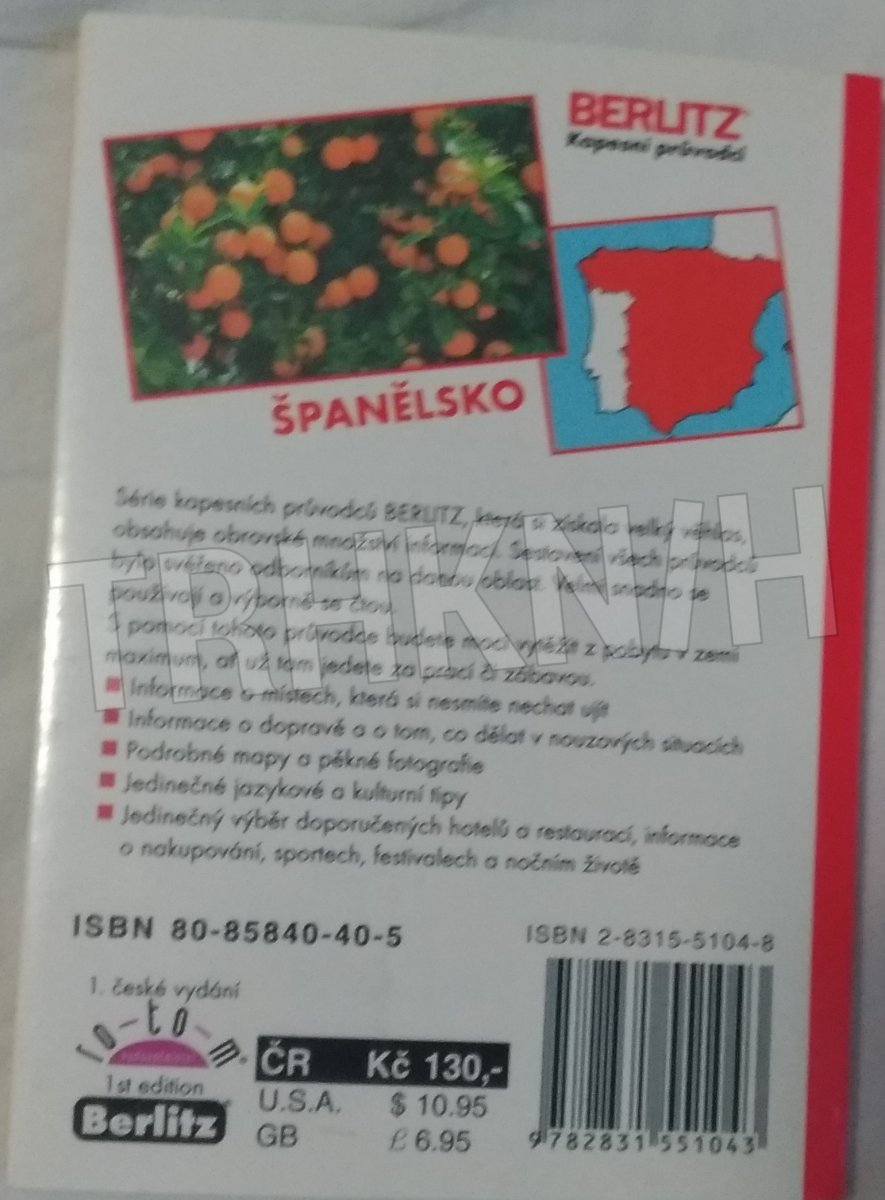 BERLITZ
Kapesní průvodci
ŠPANĚLSKO
Série kapesních průvodců BERLITZ, která si získala velký věhlas,
obsahuje obrovské množství informací. Sestavení všech průvodců
bylo svěřeno odborníkům na danou oblast. Velmi snadno se
používají a výborně se čtou.
S pomocí tohoto průvodce budete moci vytěžit z pobytu v zemi
maximum, ať už tam jedete za prací či zábavou.
■ Informace o místech, která si nesmíte nechat ujít
■ Informace o dopravě a o tom, co dělat v nouzových situacích
■ Podrobné mapy a pěkné fotografie
■ Jedinečné jazykové a kulturní tipy
■ Jedinečný výběr doporučených hotelů a restaurací, informace
o nakupování, sportech, festivalech a nočním životě
TRHKNIH
ISBN 80-85840-40-5
ISBN 2-8315-5104-8
1. české vydání
ro-to-m
1st edition
Berlitz
ČR Kč 130,-
U.S.A. $ 10.95
GB £ 6.95
9 782831 551043